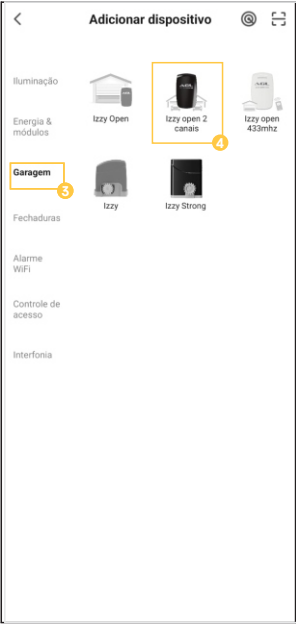 Adicionar dispositivo
Iluminação
Energia &
módulos
Garagem
3
Fechaduras
Alarme
WiFi
Controle de
acesso
Interfonia
Izzy Open
Izzy open 2
canais
4
Izzy open
433mhz
Izzy
Izzy Strong